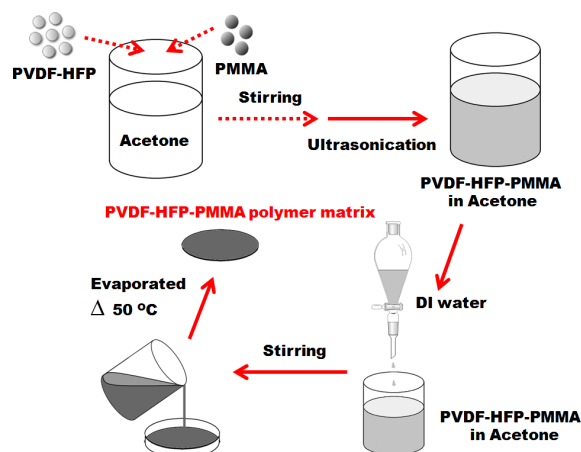 PVDF-HFP
PMMA
Acetone
Stirring
Ultrasonication
PVDF-HFP-PMMA
in Acetone
DI water
PVDF-HFP-PMMA
in Acetone
Stirring
Evaporated
Δ 50 ºC
PVDF-HFP-PMMA polymer matrix